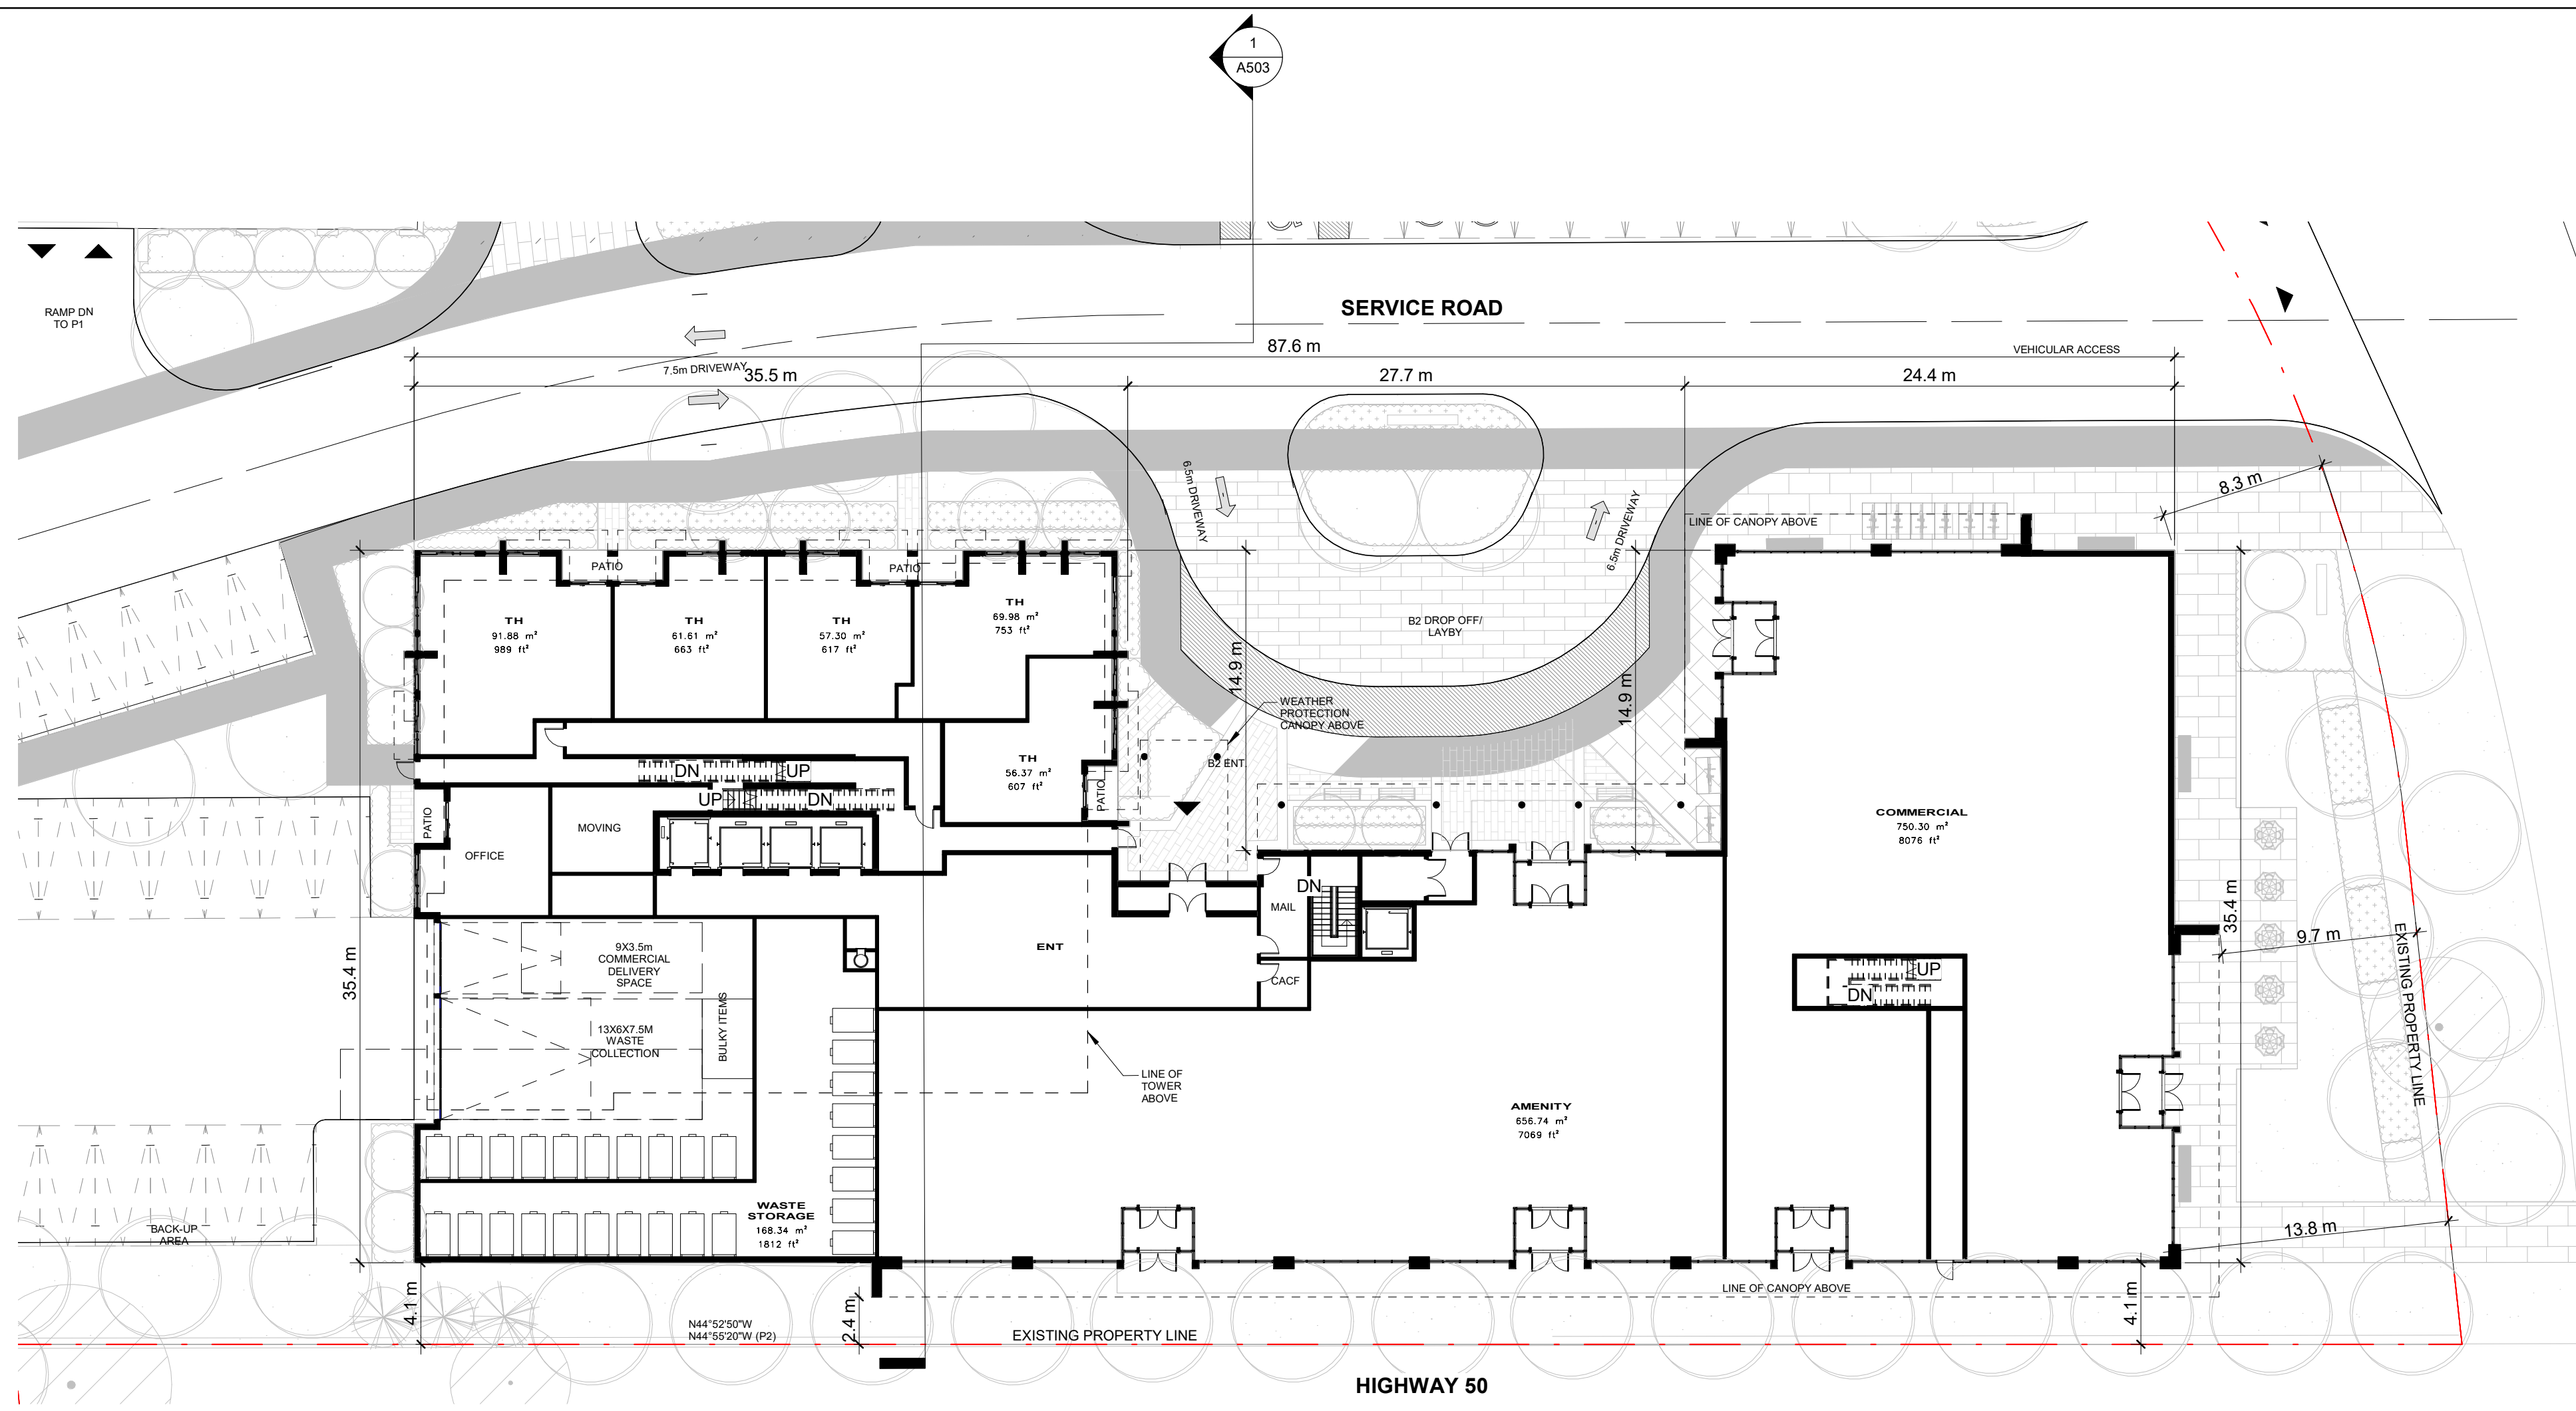 1
A503
RAMP DN
TO P1
SERVICE ROAD
87.6 m
VEHICULAR ACCESS
7.5m DRIVEWAY
35.5 m
27.7 m
24.4 m
6.5m DRIVEWAY
6.5m DRIVEWAY
8.3 m
LINE OF CANOPY ABOVE
PATIO
PATIO
TH
91.88 m²
989 ft²
TH
61.61 m²
663 ft²
TH
57.30 m²
617 ft²
TH
69.98 m²
753 ft²
B2 DROP OFF/
LAYBY
14.9 m
14.9 m
WEATHER
PROTECTION
CANOPY ABOVE
B2 ENT.
TH
56.37 m²
607 ft²
PATIO
DN
UP
UP
DN
PATIO
MOVING
OFFICE
COMMERCIAL
750.30 m²
8076 ft²
DN
MAIL
CACF
ENT
35.4 m
9X3.5m
COMMERCIAL
DELIVERY
SPACE
13X6X7.5M
WASTE
COLLECTION
BULKY ITEMS
LINE OF
TOWER
ABOVE
UP
DN
35.4 m
9.7 m
EXISTING PROPERTY LINE
AMENITY
656.74 m²
7069 ft²
WASTE
STORAGE
168.34 m²
1812 ft²
BACK-UP
AREA
13.8 m
4.1 m
2.4 m
LINE OF CANOPY ABOVE
4.1 m
N44°52'50"W
N44°55'20"W (P2)
EXISTING PROPERTY LINE
HIGHWAY 50